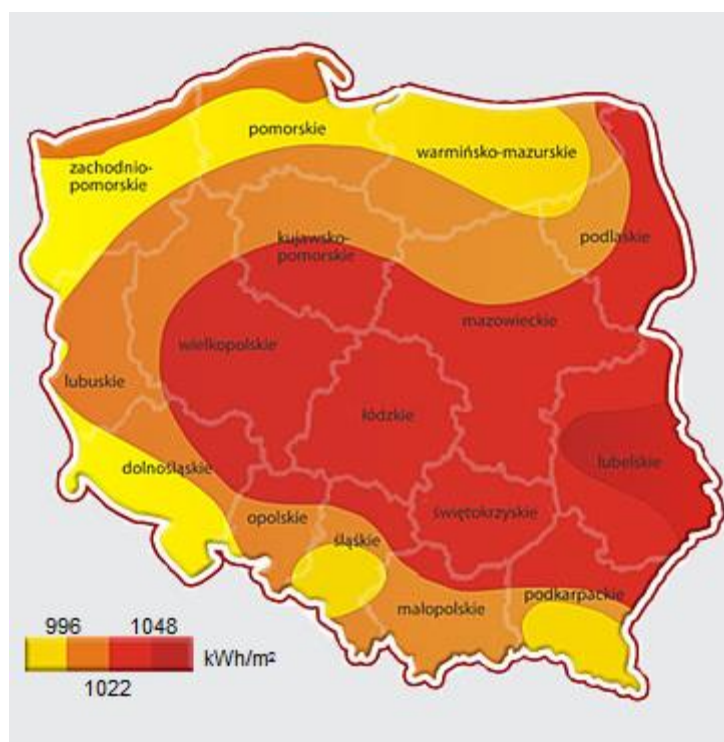 pomorskie
warmińsko-mazurskie
zachodnio-
pomorskie
kujawsko-
pomorskie
podlaskie
mazowieckie
wielkopolskie
lubuskie
łódzkie
dolnośląskie
lubelskie
opolskie
świętokrzyskie
śląskie
podkarpackie
małopolskie
996
1048
kWh/m²
1022